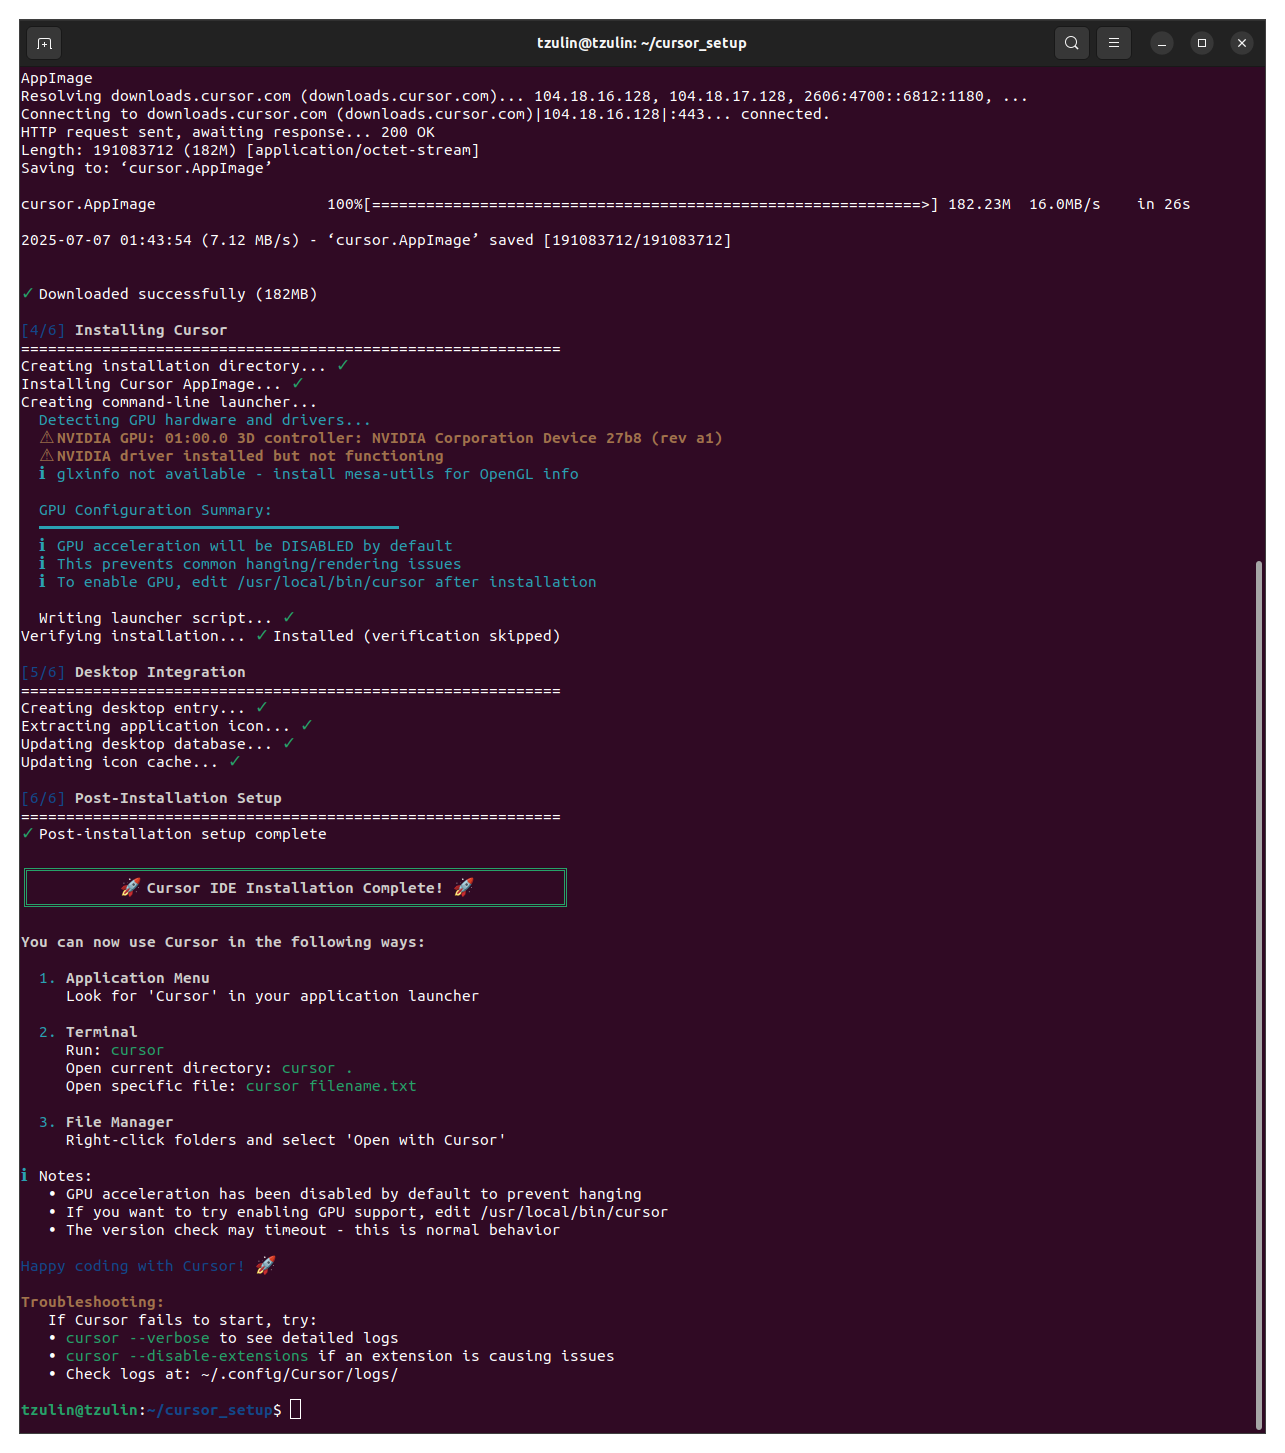 tzulin@tzulin: ~/cursor_setup
AppImage
Resolving downloads.cursor.com (downloads.cursor.com)... 104.18.16.128, 104.18.17.128, 2606:4700::6812:1180, ...
Connecting to downloads.cursor.com (downloads.cursor.com)|104.18.16.128|:443... connected.
HTTP request sent, awaiting response... 200 OK
Length: 191083712 (182M) [application/octet-stream]
Saving to: ‘cursor.AppImage’
cursor.AppImage 100%[=============================================================>] 182.23M 16.0MB/s in 26s
2025-07-07 01:43:54 (7.12 MB/s) - ‘cursor.AppImage’ saved [191083712/191083712]
✓ Downloaded successfully (182MB)
[4/6] Installing Cursor
============================================================
Creating installation directory... ✓
Installing Cursor AppImage... ✓
Creating command-line launcher...
Detecting GPU hardware and drivers...
⚠ NVIDIA GPU: 01:00.0 3D controller: NVIDIA Corporation Device 27b8 (rev a1)
⚠ NVIDIA driver installed but not functioning
ℹ glxinfo not available - install mesa-utils for OpenGL info
GPU Configuration Summary:
━━━━━━━━━━━━━━━━━━━━━━━━━━━━━━━━━━━━━━━━
ℹ GPU acceleration will be DISABLED by default
ℹ This prevents common hanging/rendering issues
ℹ To enable GPU, edit /usr/local/bin/cursor after installation
Writing launcher script... ✓
Verifying installation... ✓ Installed (verification skipped)
[5/6] Desktop Integration
============================================================
Creating desktop entry... ✓
Extracting application icon... ✓
Updating desktop database... ✓
Updating icon cache... ✓
[6/6] Post-Installation Setup
============================================================
✓ Post-installation setup complete
🚀 Cursor IDE Installation Complete! 🚀
You can now use Cursor in the following ways:
1. Application Menu
Look for 'Cursor' in your application launcher
2. Terminal
Run: cursor
Open current directory: cursor .
Open specific file: cursor filename.txt
3. File Manager
Right-click folders and select 'Open with Cursor'
ℹ Notes:
• GPU acceleration has been disabled by default to prevent hanging
• If you want to try enabling GPU support, edit /usr/local/bin/cursor
• The version check may timeout - this is normal behavior
Happy coding with Cursor! 🚀
Troubleshooting:
If Cursor fails to start, try:
• cursor --verbose to see detailed logs
• cursor --disable-extensions if an extension is causing issues
• Check logs at: ~/.config/Cursor/logs/
tzulin@tzulin:~/cursor_setup$